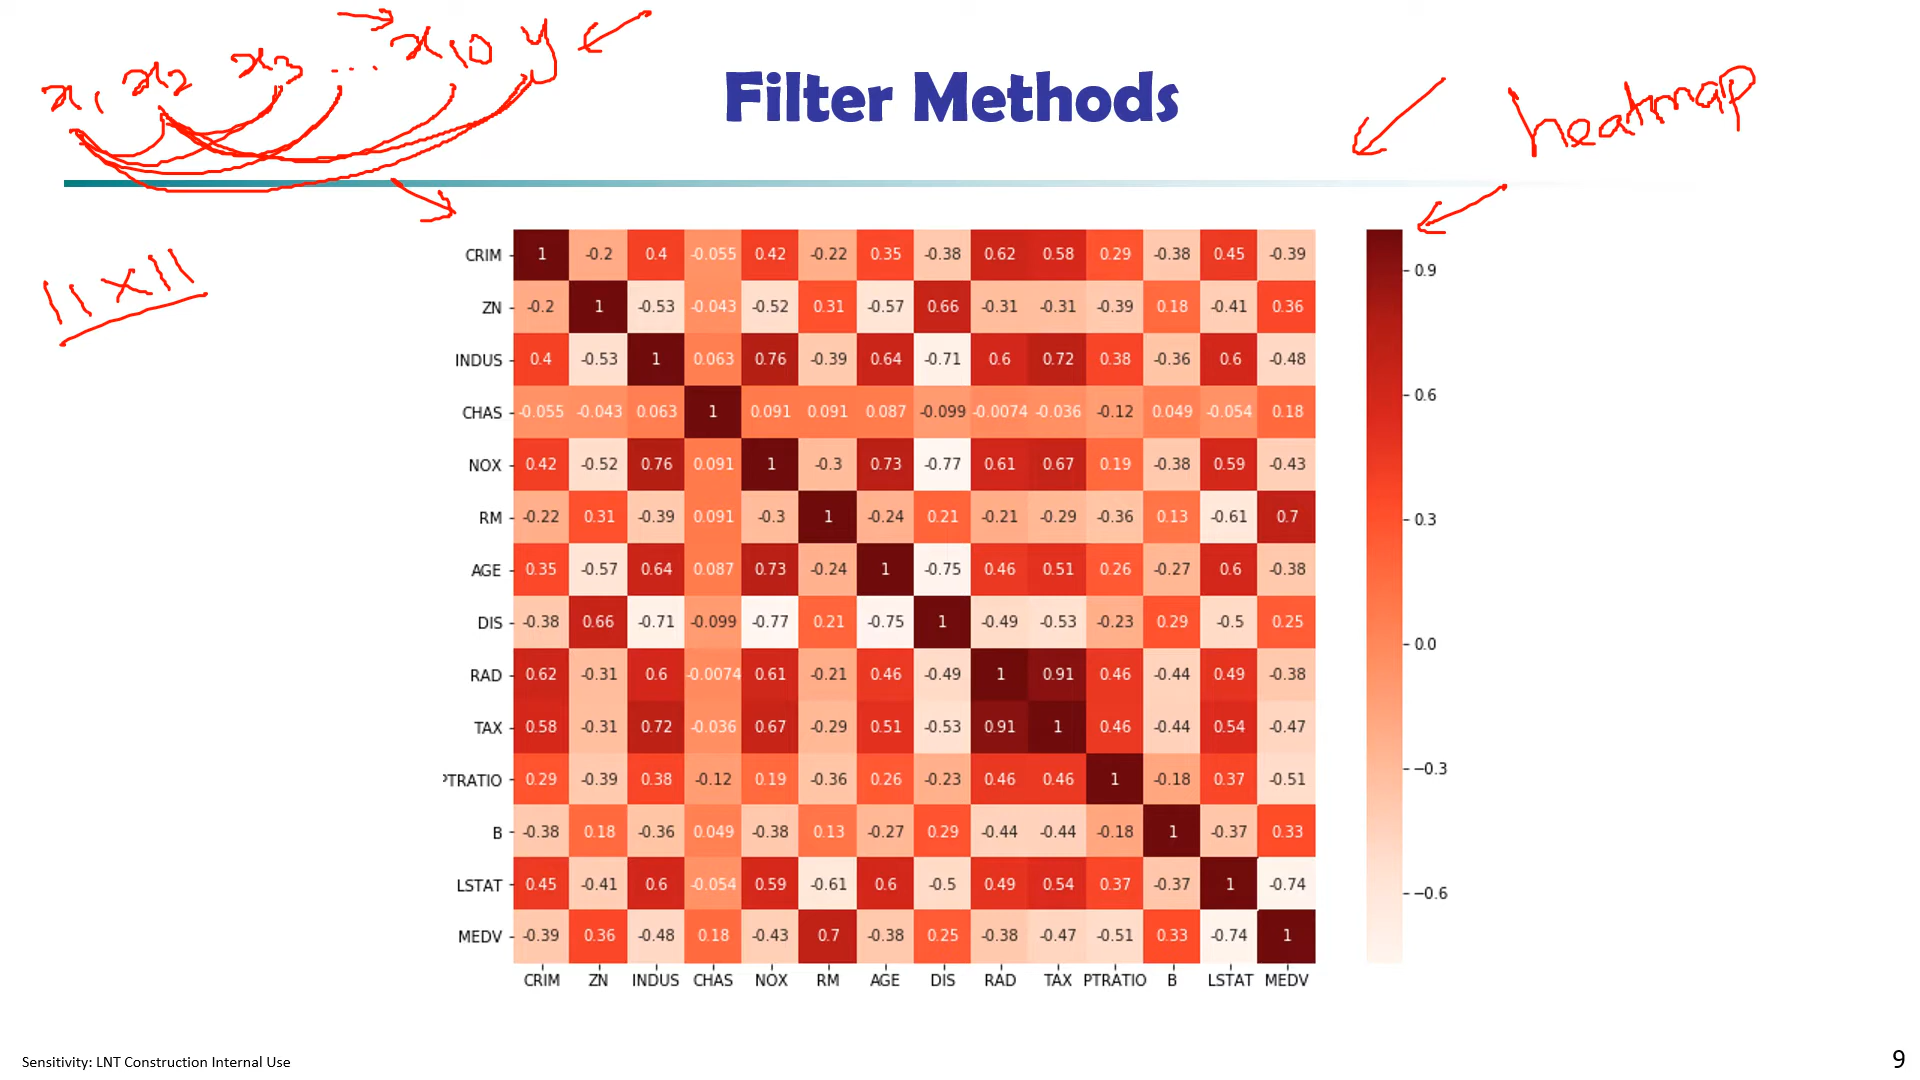 x1 x2 x3 ... x10 y
Filter Methods
heatmap
11 x 11
CRIM 1 -0.2 0.4 -0.055 0.42 -0.22 0.35 -0.38 0.62 0.58 0.29 -0.38 0.45 -0.39
ZN -0.2 1 -0.53 -0.043 -0.52 0.31 -0.57 0.66 -0.31 -0.31 -0.39 0.18 -0.41 0.36
INDUS 0.4 -0.53 1 0.063 0.76 -0.39 0.64 -0.71 0.6 0.72 0.38 -0.36 0.6 -0.48
CHAS -0.055 -0.043 0.063 1 0.091 0.091 0.087 -0.099 -0.0074 -0.036 -0.12 0.049 -0.054 0.18
NOX 0.42 -0.52 0.76 0.091 1 -0.3 0.73 -0.77 0.61 0.67 0.19 -0.38 0.59 -0.43
RM -0.22 0.31 -0.39 0.091 -0.3 1 -0.24 0.21 -0.21 -0.29 -0.36 0.13 -0.61 0.7
AGE 0.35 -0.57 0.64 0.087 0.73 -0.24 1 -0.75 0.46 0.51 0.26 -0.27 0.6 -0.38
DIS -0.38 0.66 -0.71 -0.099 -0.77 0.21 -0.75 1 -0.49 -0.53 -0.23 0.29 -0.5 0.25
RAD 0.62 -0.31 0.6 -0.0074 0.61 -0.21 0.46 -0.49 1 0.91 0.46 -0.44 0.49 -0.38
TAX 0.58 -0.31 0.72 -0.036 0.67 -0.29 0.51 -0.53 0.91 1 0.46 -0.44 0.54 -0.47
PTRATIO 0.29 -0.39 0.38 -0.12 0.19 -0.36 0.26 -0.23 0.46 0.46 1 -0.18 0.37 -0.51
B -0.38 0.18 -0.36 0.049 -0.38 0.13 -0.27 0.29 -0.44 -0.44 -0.18 1 -0.37 0.33
LSTAT 0.45 -0.41 0.6 -0.054 0.59 -0.61 0.6 -0.5 0.49 0.54 0.37 -0.37 1 -0.74
MEDV -0.39 0.36 -0.48 0.18 -0.43 0.7 -0.38 0.25 -0.38 -0.47 -0.51 0.33 -0.74 1
CRIM ZN INDUS CHAS NOX RM AGE DIS RAD TAX PTRATIO B LSTAT MEDV
0.9
0.6
0.3
0.0
−0.3
−0.6
Sensitivity: LNT Construction Internal Use
9